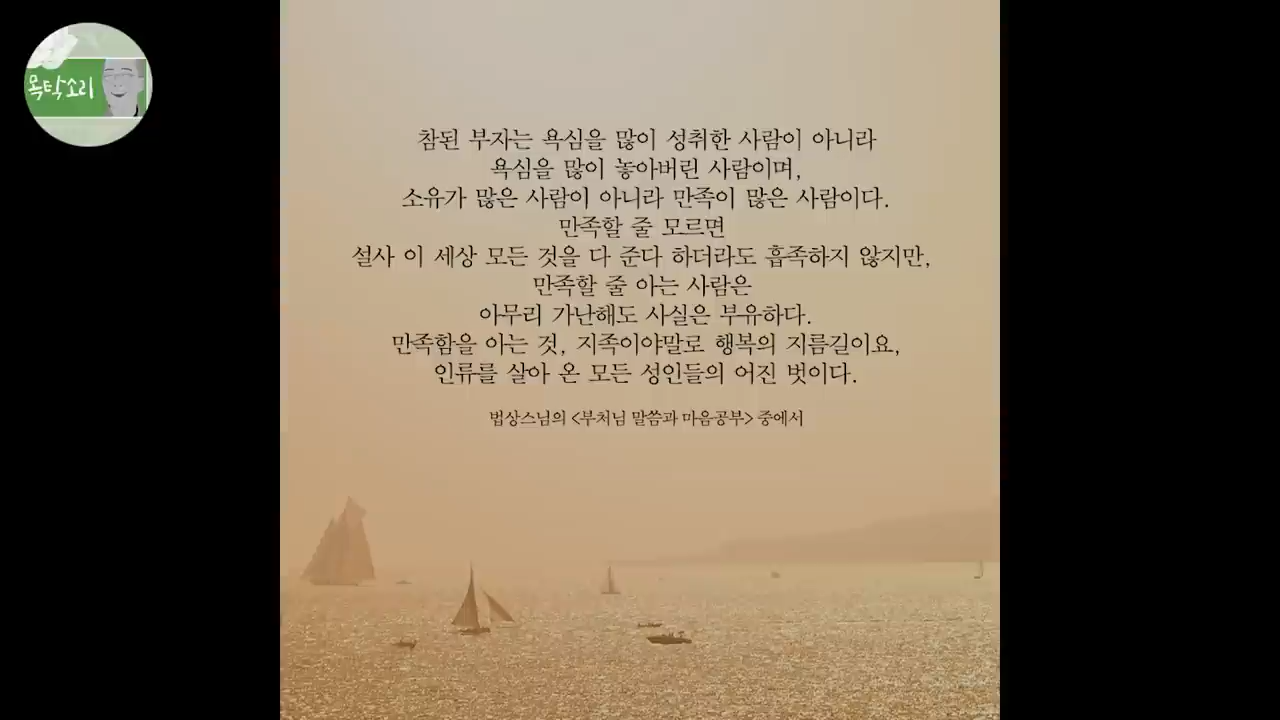 목탁소리
참된 부자는 욕심을 많이 성취한 사람이 아니라
욕심을 많이 놓아버린 사람이며,
소유가 많은 사람이 아니라 만족이 많은 사람이다.
만족할 줄 모르면
설사 이 세상 모든 것을 다 준다 하더라도 흡족하지 않지만,
만족할 줄 아는 사람은
아무리 가난해도 사실은 부유하다.
만족함을 아는 것, 지족이야말로 행복의 지름길이요,
인류를 살아 온 모든 성인들의 어진 벗이다.
법상스님의 <부처님 말씀과 마음공부> 중에서